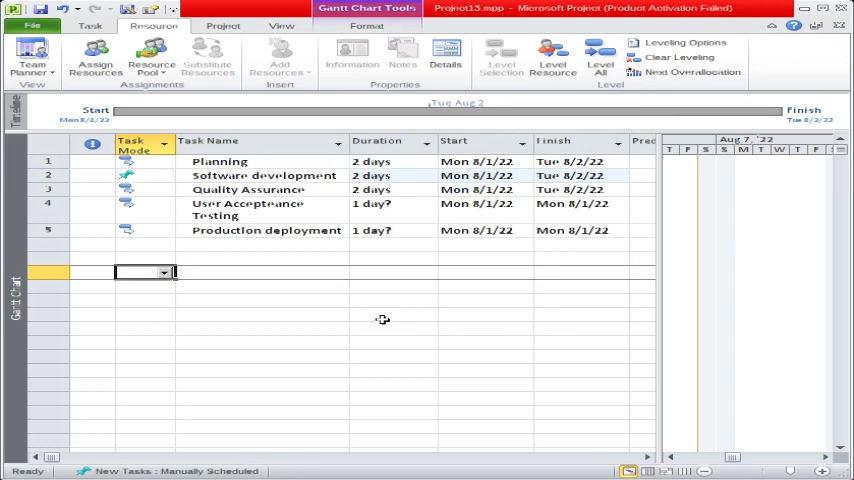 Gantt Chart Tools
Project13.mpp - Microsoft Project (Product Activation Failed)
File
Task
Resource
Project
View
Format
Team
Planner
Assign
Resources
Resource
Pool
Substitute
Resources
Add
Resources
Information
Notes
Details
Level
Selection
Level
Resource
Level
All
Leveling Options
Clear Leveling
Next Overallocation
View
Assignments
Insert
Properties
Level
Timeline
Start
Mon 8/1/22
Tue Aug 2
Finish
Tue 8/2/22
Task
Mode
Task Name
Duration
Start
Finish
Pred
Aug 7, '22
T F S S M T W T F S
1 Planning 2 days Mon 8/1/22 Tue 8/2/22
2 Software development 2 days Mon 8/1/22 Tue 8/2/22
3 Quality Assurance 2 days Mon 8/1/22 Tue 8/2/22
4 User Accepteance 1 day? Mon 8/1/22 Mon 8/1/22
Testing
5 Production deployment 1 day? Mon 8/1/22 Mon 8/1/22
Gantt Chart
Ready
New Tasks : Manually Scheduled